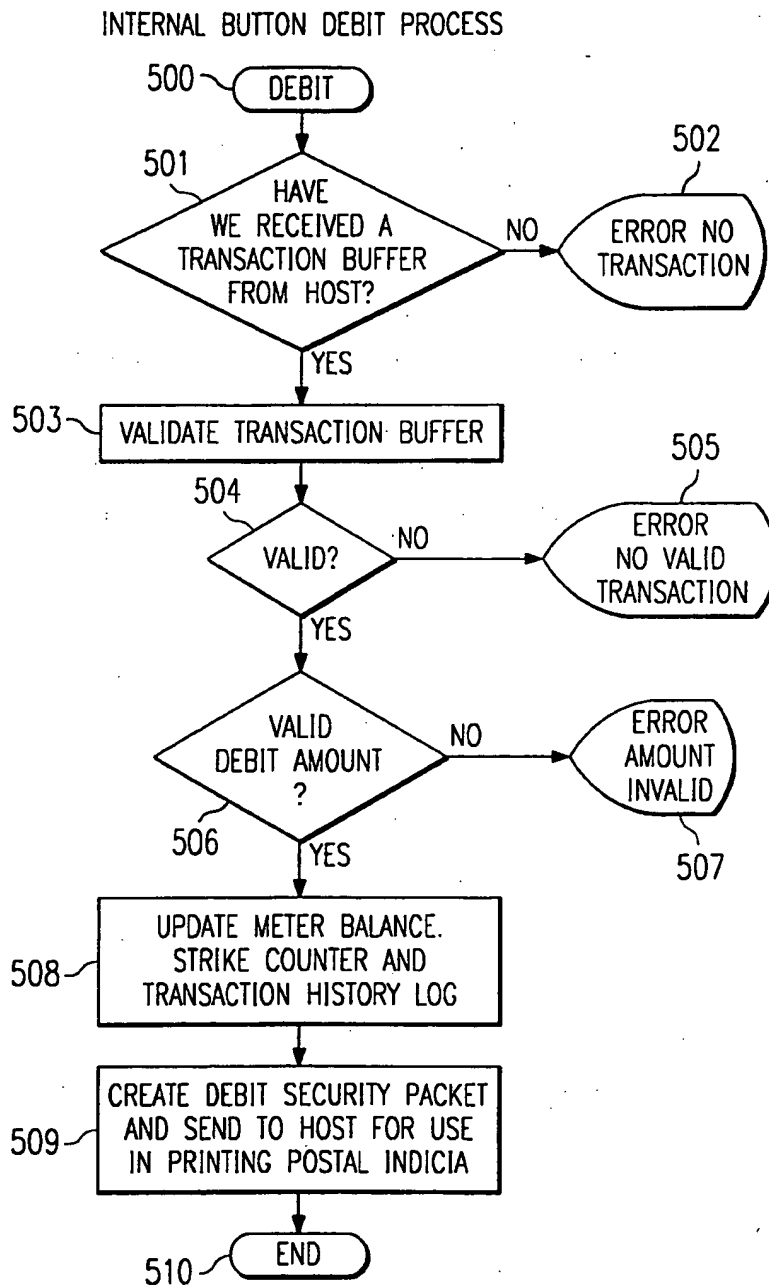 INTERNAL BUTTON DEBIT PROCESS
500
DEBIT
501
HAVE
WE RECEIVED A
TRANSACTION BUFFER
FROM HOST?
NO
502
ERROR NO
TRANSACTION
YES
503
VALIDATE TRANSACTION BUFFER
504
VALID?
NO
505
ERROR
NO VALID
TRANSACTION
YES
VALID
DEBIT AMOUNT
?
506
NO
ERROR
AMOUNT
INVALID
507
YES
508
UPDATE METER BALANCE.
STRIKE COUNTER AND
TRANSACTION HISTORY LOG
509
CREATE DEBIT SECURITY PACKET
AND SEND TO HOST FOR USE
IN PRINTING POSTAL INDICIA
510
END